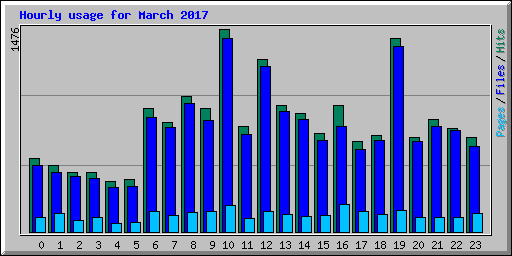 Hourly usage for March 2017
1476
Pages/Files/Hits
0 1 2 3 4 5 6 7 8 9 10 11 12 13 14 15 16 17 18 19 20 21 22 23